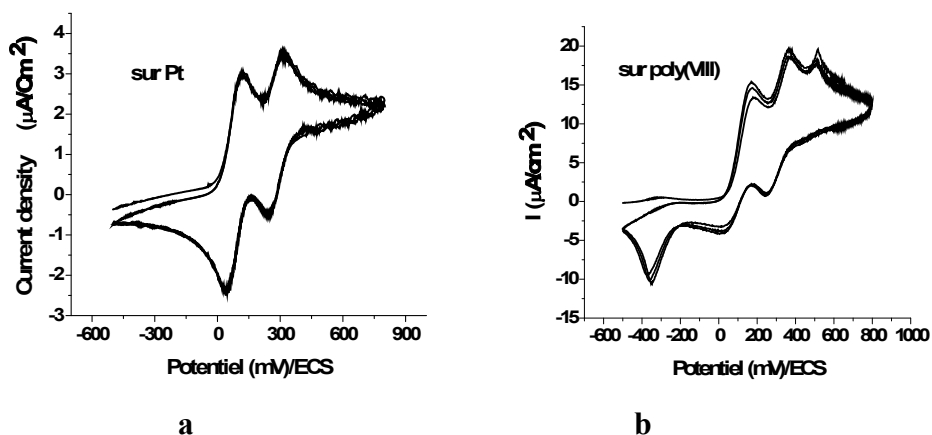 sur Pt
Current density (µA/Cm²)
4
3
2
1
0
-1
-2
-3
-600 -300 0 300 600 900
Potentiel (mV)/ECS
a
sur poly(VIII)
I (µA/cm²)
20
15
10
5
0
-5
-10
-15
-600 -400 -200 0 200 400 600 800 1000
Potentiel (mV)/ECS
b